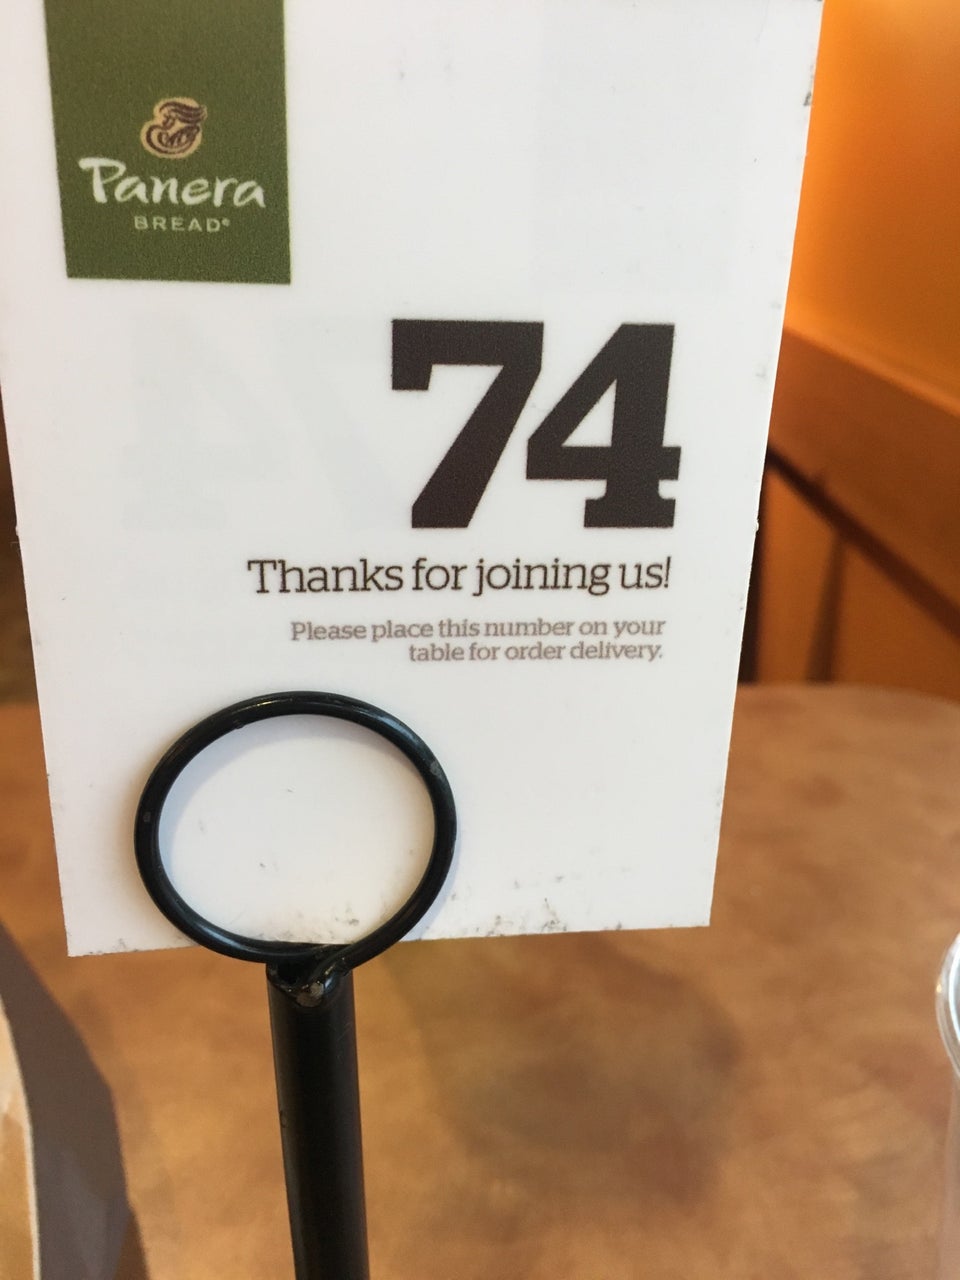 Panera
BREAD®
74
Thanks for joining us!
Please place this number on your
table for order delivery.